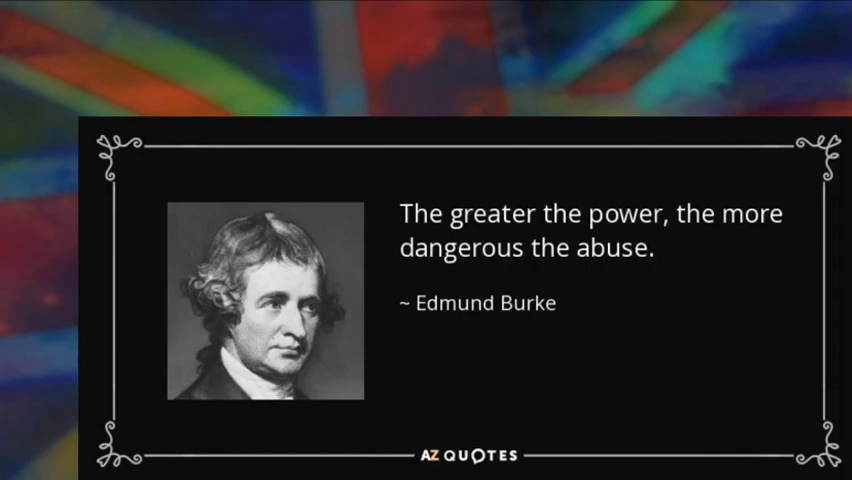 The greater the power, the more
dangerous the abuse.
~ Edmund Burke
AZ QUOTES